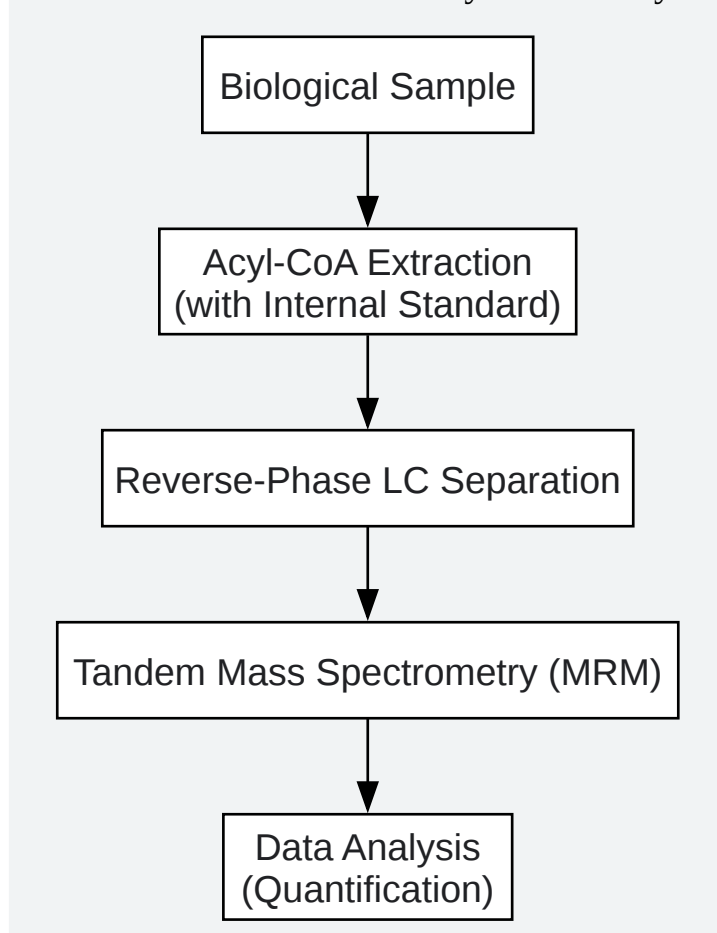 Biological Sample
Acyl-CoA Extraction
(with Internal Standard)
Reverse-Phase LC Separation
Tandem Mass Spectrometry (MRM)
Data Analysis
(Quantification)